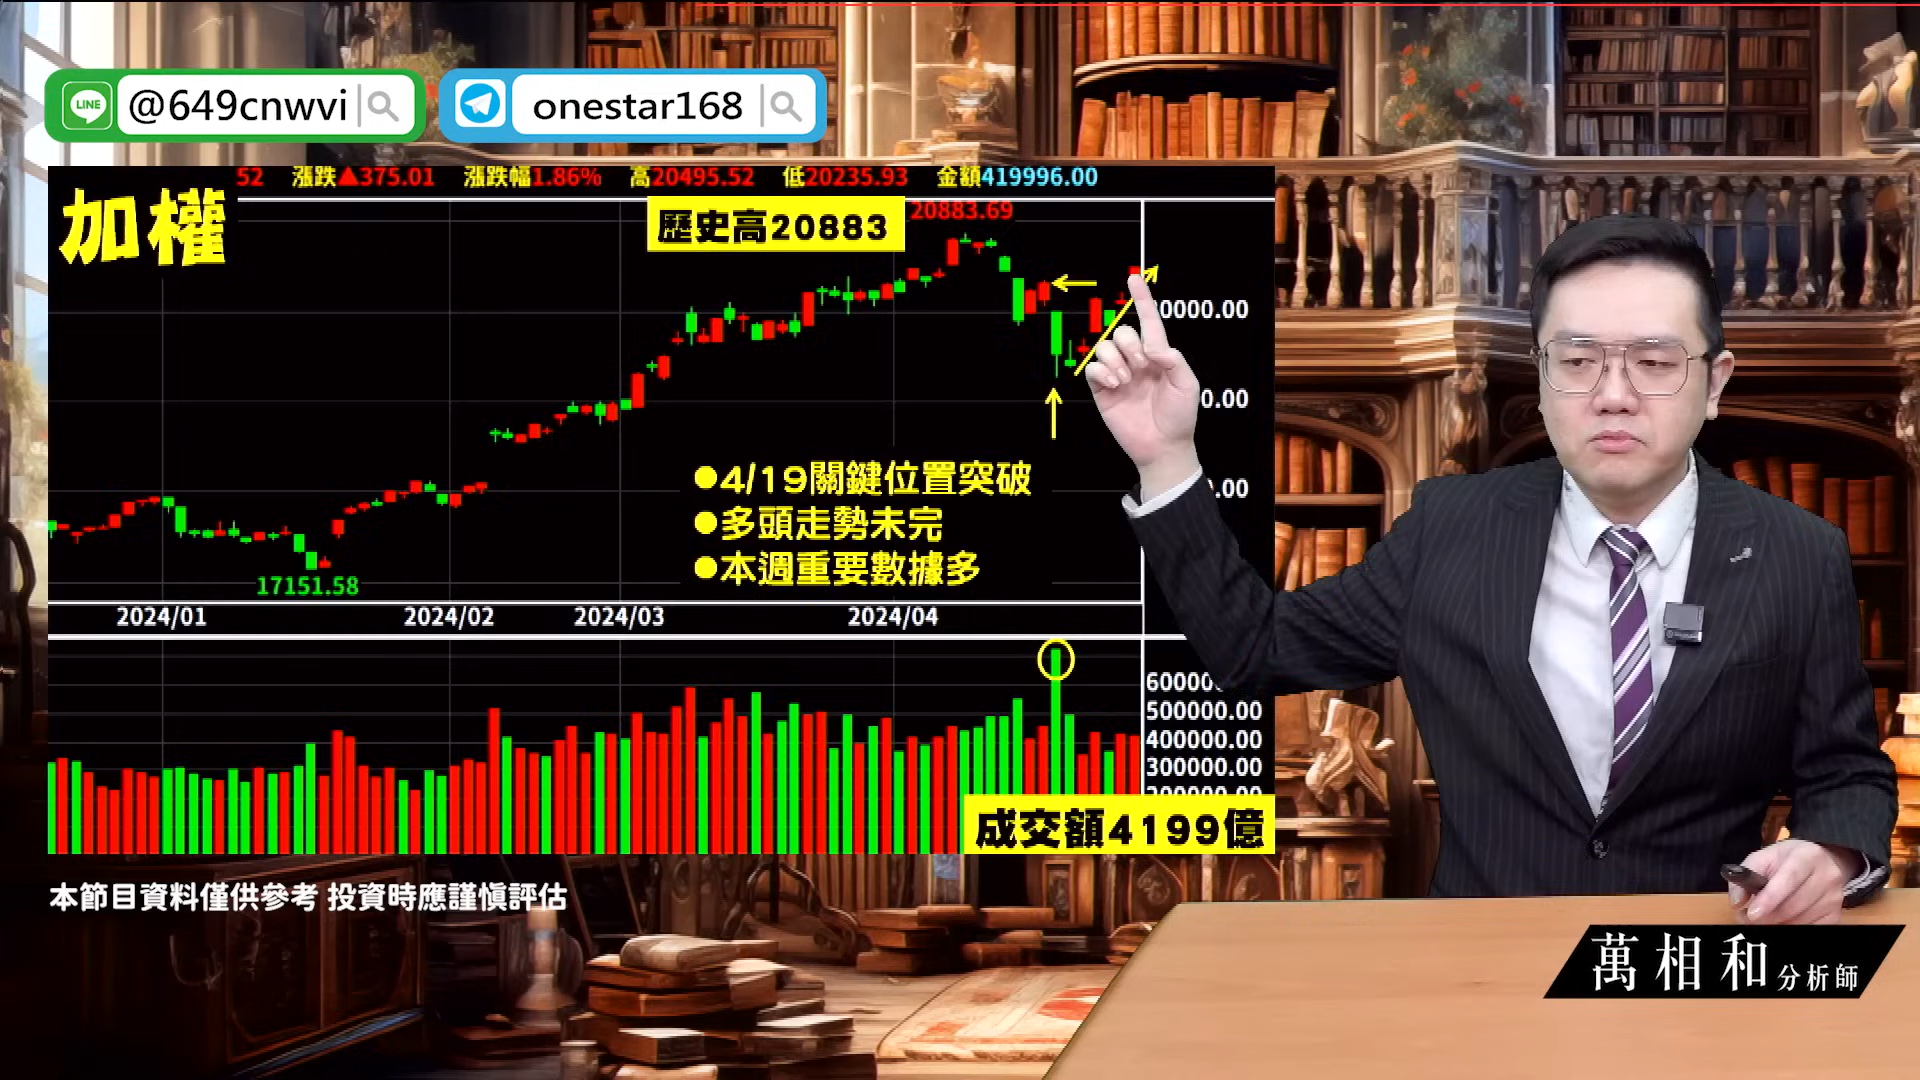 LINE @649cnwvi
onestar168
加權
52 漲跌▲375.01 漲跌幅1.86% 高20495.52 低20235.93 金額419996.00
歷史高20883
20883.69
0000.00
0.00
.00
●4/19關鍵位置突破
●多頭走勢未完
●本週重要數據多
17151.58
2024/01 2024/02 2024/03 2024/04
60000
500000.00
400000.00
300000.00
成交額4199億
本節目資料僅供參考 投資時應謹慎評估
萬相和分析師